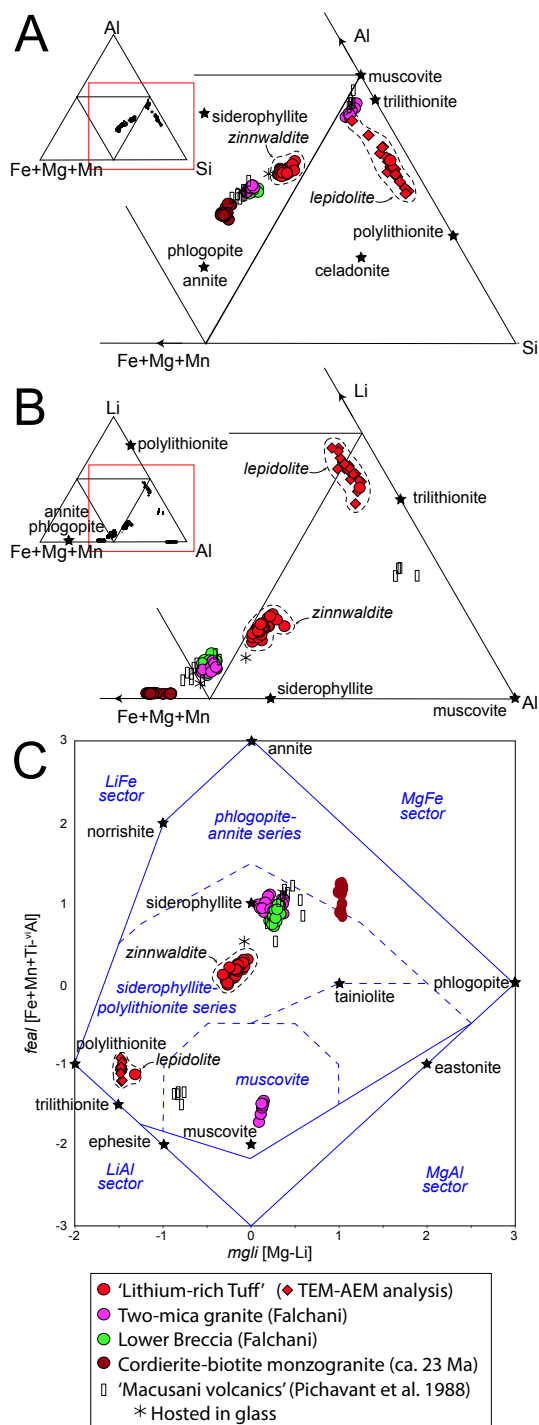 A
Al
Al
muscovite
trilithionite
siderophyllite
zinnwaldite
Fe+Mg+Mn
Si
lepidolite
polylithionite
phlogopite
annite
celadonite
Fe+Mg+Mn
Si
B
Li
Li
polylithionite
lepidolite
annite
phlogopite
trilithionite
Fe+Mg+Mn
Al
zinnwaldite
siderophyllite
Al
Fe+Mg+Mn
muscovite
C
3
annite
LiFe
sector
MgFe
sector
phlogopite-
annite series
2
norrishite
1
siderophyllite
zinnwaldite
0
phlogopite
siderophyllite-
polylithionite series
tainiolite
feal [Fe+Mn+Ti-ⱽᴵAl]
polylithionite
-1
lepidolite
eastonite
trilithionite
muscovite
muscovite
-2
ephesite
LiAl
sector
MgAl
sector
-3
-2 -1 0 1 2 3
mgli [Mg-Li]
'Lithium-rich Tuff' ( TEM-AEM analysis)
Two-mica granite (Falchani)
Lower Breccia (Falchani)
Cordierite-biotite monzogranite (ca. 23 Ma)
'Macusani volcanics' (Pichavant et al. 1988)
Hosted in glass